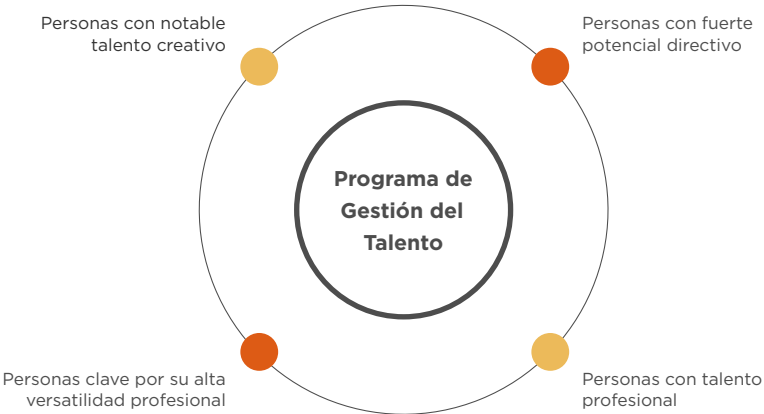 Personas con notable
talento creativo
Personas con fuerte
potencial directivo
Programa de
Gestión del
Talento
Personas clave por su alta
versatilidad profesional
Personas con talento
profesional